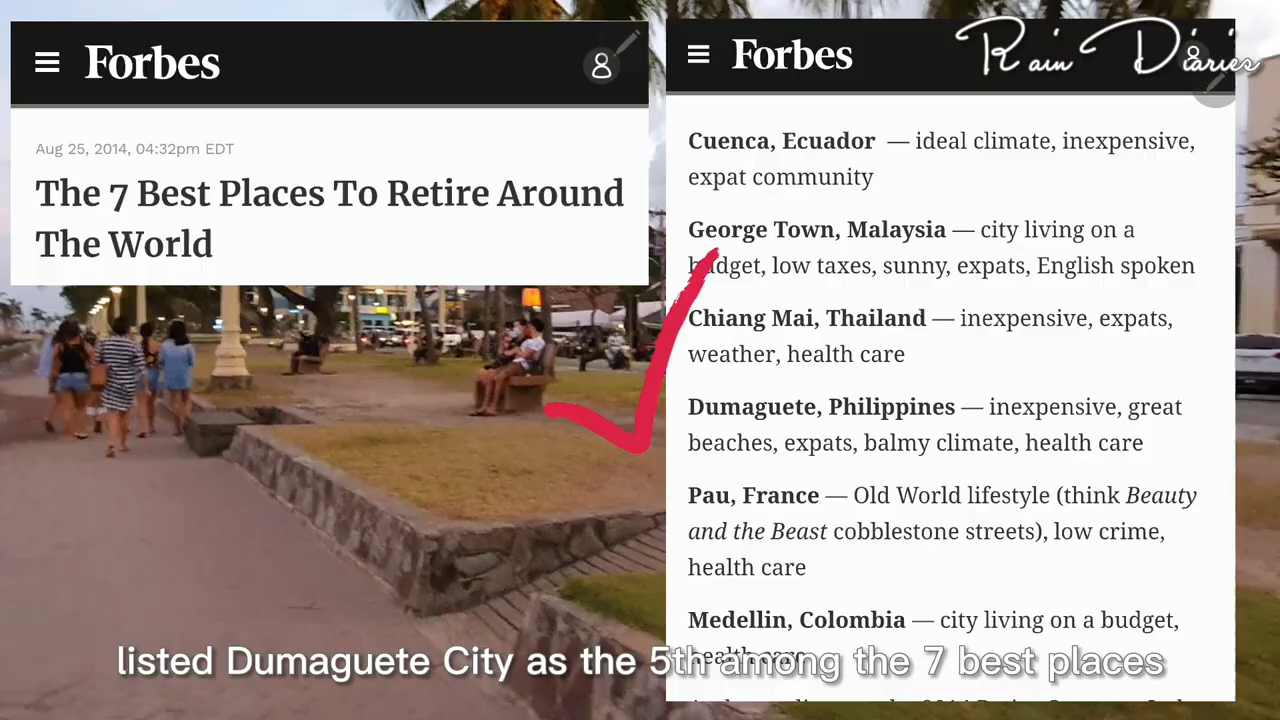 Forbes
Aug 25, 2014, 04:32pm EDT
The 7 Best Places To Retire Around
The World
Forbes
Rain Diaries
Cuenca, Ecuador — ideal climate, inexpensive,
expat community
George Town, Malaysia — city living on a
budget, low taxes, sunny, expats, English spoken
Chiang Mai, Thailand — inexpensive, expats,
weather, health care
Dumaguete, Philippines — inexpensive, great
beaches, expats, balmy climate, health care
Pau, France — Old World lifestyle (think Beauty
and the Beast cobblestone streets), low crime,
health care
Medellin, Colombia — city living on a budget,
health care
listed Dumaguete City as the 5th among the 7 best places